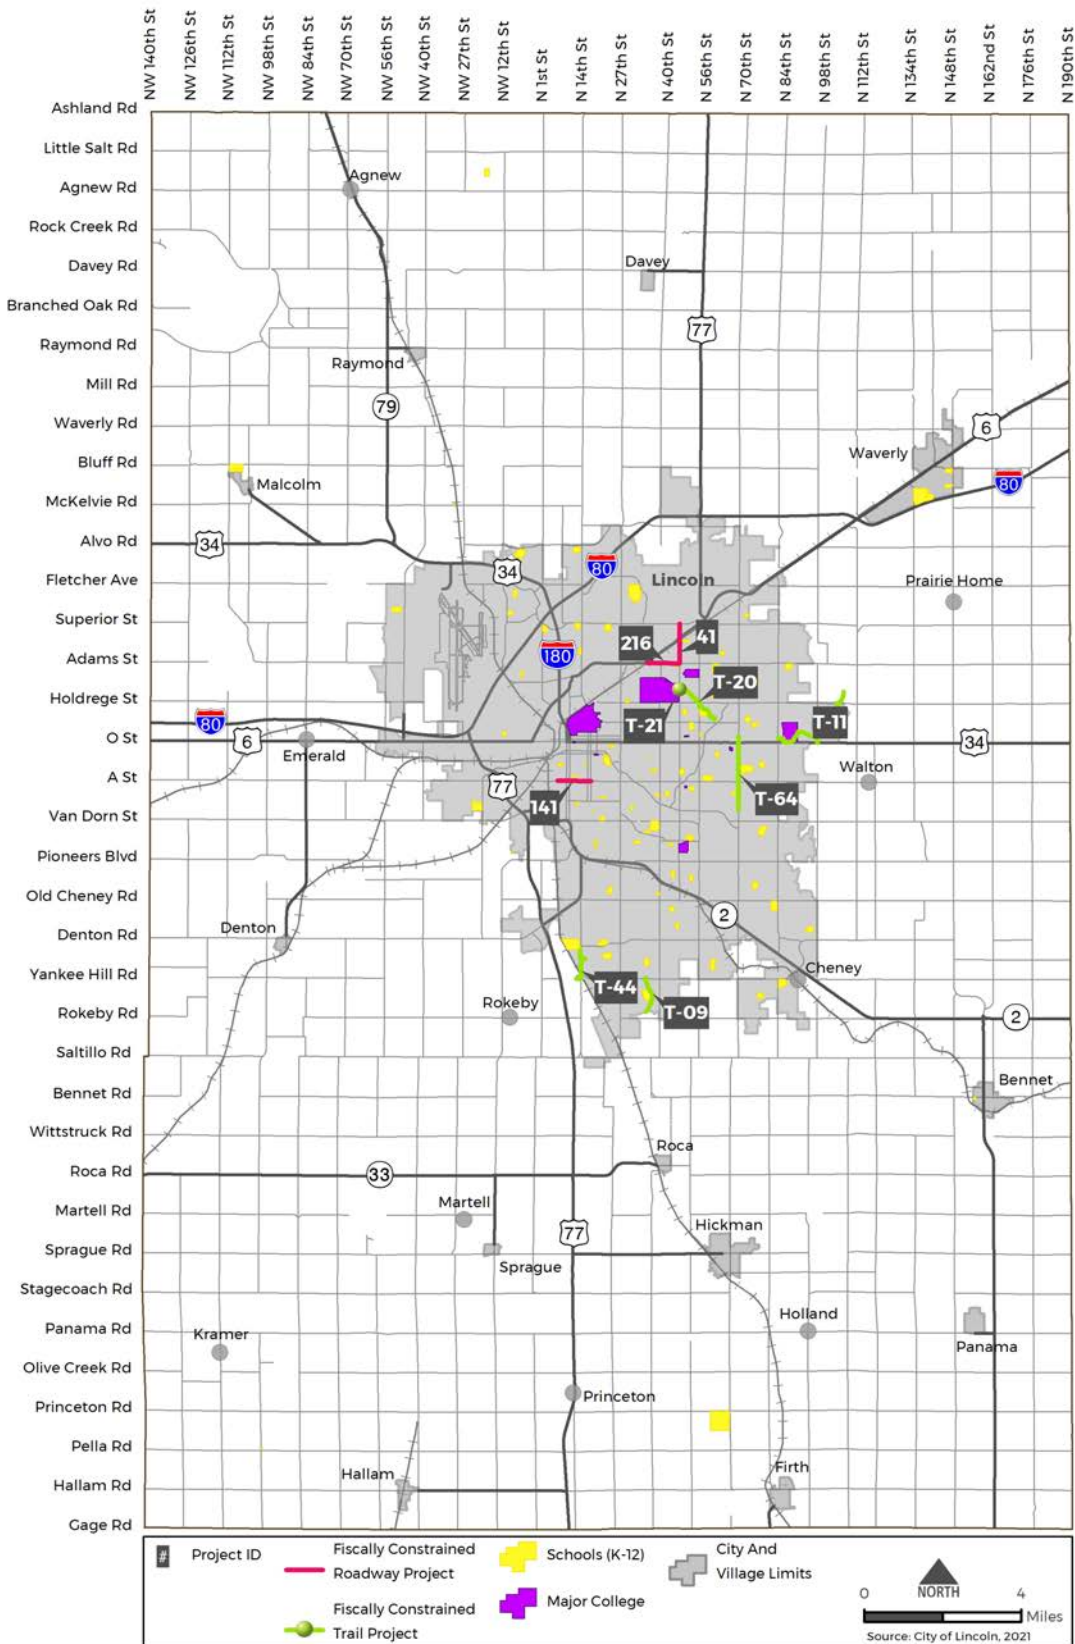 NW 140th St
NW 126th St
NW 112th St
NW 98th St
NW 84th St
NW 70th St
NW 56th St
NW 40th St
NW 27th St
NW 12th St
N 1st St
N 14th St
N 27th St
N 40th St
N 56th St
N 70th St
N 84th St
N 98th St
N 112th St
N 134th St
N 148th St
N 162nd St
N 176th St
N 190th St
Ashland Rd
Little Salt Rd
Agnew Rd
Rock Creek Rd
Davey Rd
Branched Oak Rd
Raymond Rd
Mill Rd
Waverly Rd
Bluff Rd
McKelvie Rd
Alvo Rd
Fletcher Ave
Superior St
Adams St
Holdrege St
O St
A St
Van Dorn St
Pioneers Blvd
Old Cheney Rd
Denton Rd
Yankee Hill Rd
Rokeby Rd
Saltillo Rd
Bennet Rd
Wittstruck Rd
Roca Rd
Martell Rd
Sprague Rd
Stagecoach Rd
Panama Rd
Olive Creek Rd
Princeton Rd
Pella Rd
Hallam Rd
Gage Rd
Agnew
Davey
77
Raymond
79
6
Waverly
80
Malcolm
34
34
80
Lincoln
Prairie Home
216
41
180
T-20
T-21
T-11
80
6
Emerald
34
Walton
77
141
T-64
2
Denton
Cheney
T-44
Rokeby
T-09
2
Bennet
Roca
33
Martell
77
Hickman
Sprague
Holland
Kramer
Panama
Princeton
Hallam
Firth
# Project ID
Fiscally Constrained
Roadway Project
Fiscally Constrained
Trail Project
Schools (K-12)
Major College
City And
Village Limits
NORTH
0 4
Miles
Source: City of Lincoln, 2021